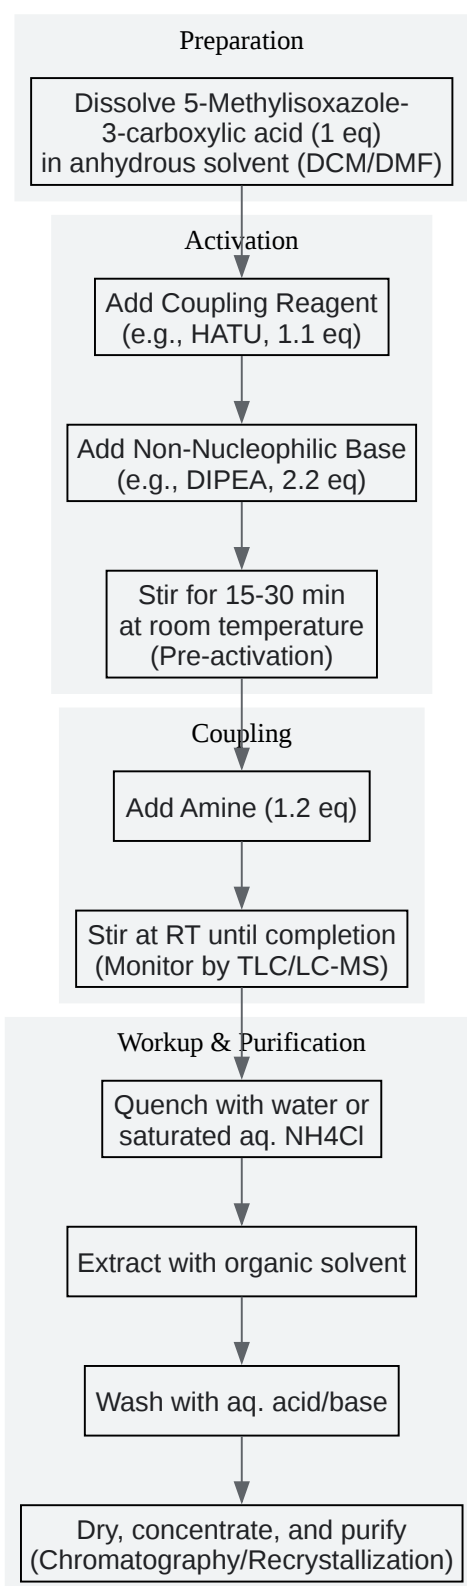 Preparation
Dissolve 5-Methylisoxazole-
3-carboxylic acid (1 eq)
in anhydrous solvent (DCM/DMF)
Activation
Add Coupling Reagent
(e.g., HATU, 1.1 eq)
Add Non-Nucleophilic Base
(e.g., DIPEA, 2.2 eq)
Stir for 15-30 min
at room temperature
(Pre-activation)
Coupling
Add Amine (1.2 eq)
Stir at RT until completion
(Monitor by TLC/LC-MS)
Workup & Purification
Quench with water or
saturated aq. NH4Cl
Extract with organic solvent
Wash with aq. acid/base
Dry, concentrate, and purify
(Chromatography/Recrystallization)